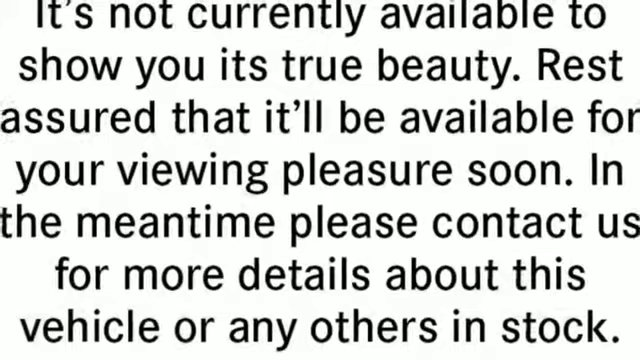 It's not currently available to
show you its true beauty. Rest
assured that it'll be available for
your viewing pleasure soon. In
the meantime please contact us
for more details about this
vehicle or any others in stock.